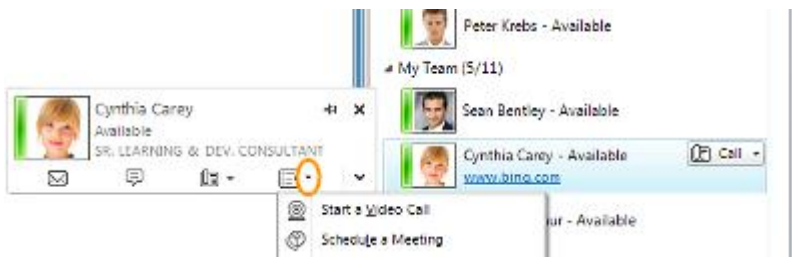 Peter Krebs - Available
My Team (5/11)
Sean Bentley - Available
Cynthia Carey
Available
SR. LEARNING & DEV. CONSULTANT
Cynthia Carey - Available
Call
www.bing.com
Start a Video Call
Schedule a Meeting
ur - Available